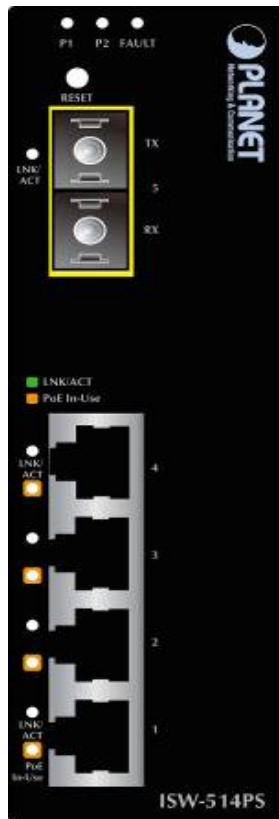 P1 P2 FAULT
RESET
PLANET
Networking & Communication
TX
LNK/
ACT
5
RX
LNK/ACT
PoE In-Use
LNK/
ACT
4
3
2
LNK/
ACT
1
PoE
In-Use
ISW-514PS